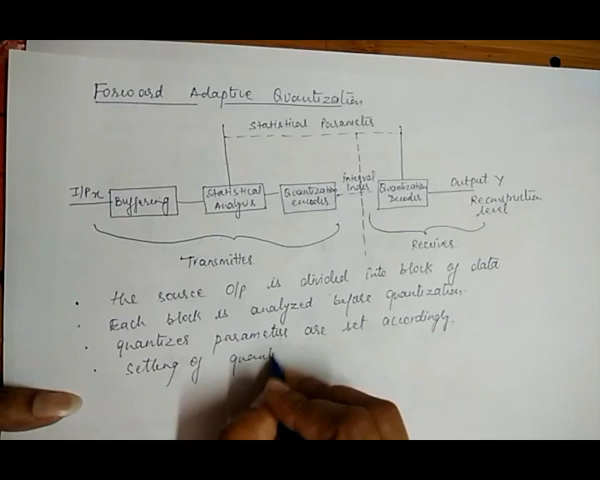 Forward Adaptive Quantization
Statistical Parameter
I/P x
Buffering
Statistical
Analysis
Quantization
encoder
interval
Index
Quantization
Decoder
Output Y
Reconstruction
level
Transmitter
Receiver
. the source O/p is divided into block of data
. Each block is analyzed before quantization.
. quantizer parameters are set accordingly.
. Setting of quanti